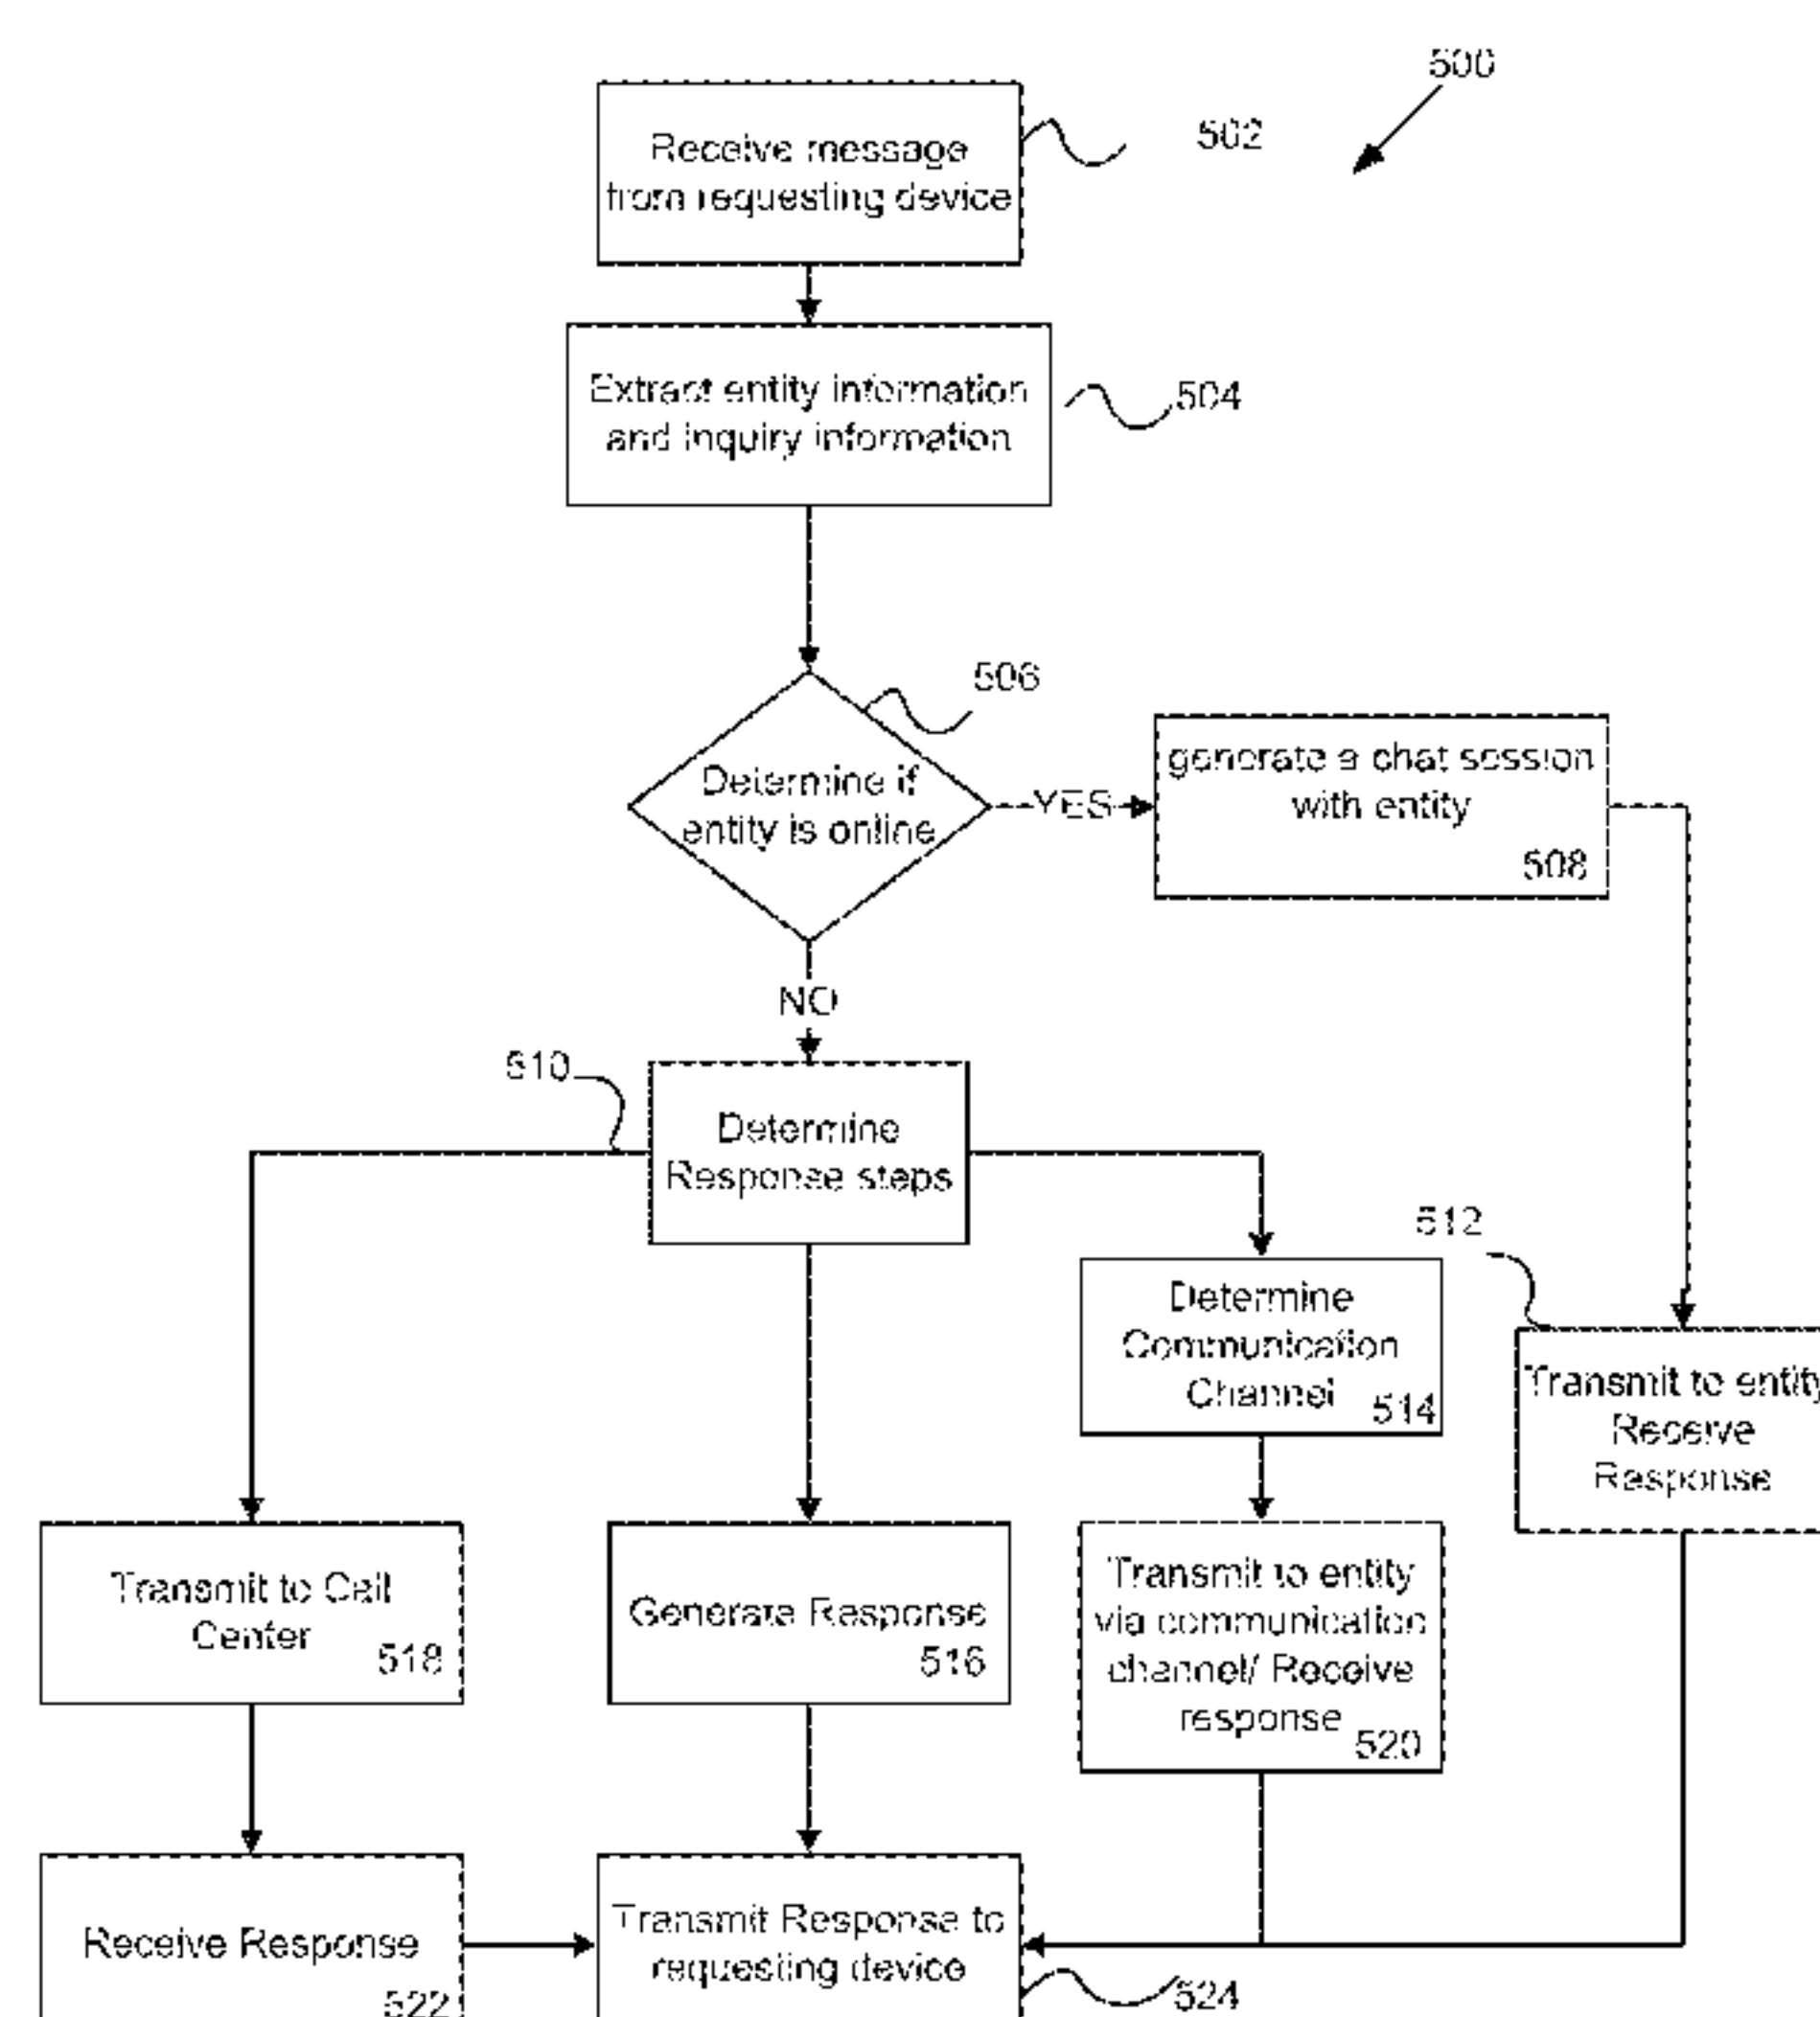 500
Receive message
from requesting device
502
Extract entity information
and inquiry information
504
506
Determine if
entity is online
YES
generate a chat session
with entity
508
NO
510
Determine
Response steps
512
Determine
Communication
Channel
514
Transmit to entity
Receive
Response
Transmit to Call
Center
518
Generate Response
516
Transmit to entity
via communication
channel/ Receive
response
520
Receive Response
522
Transmit Response to
requesting device
524